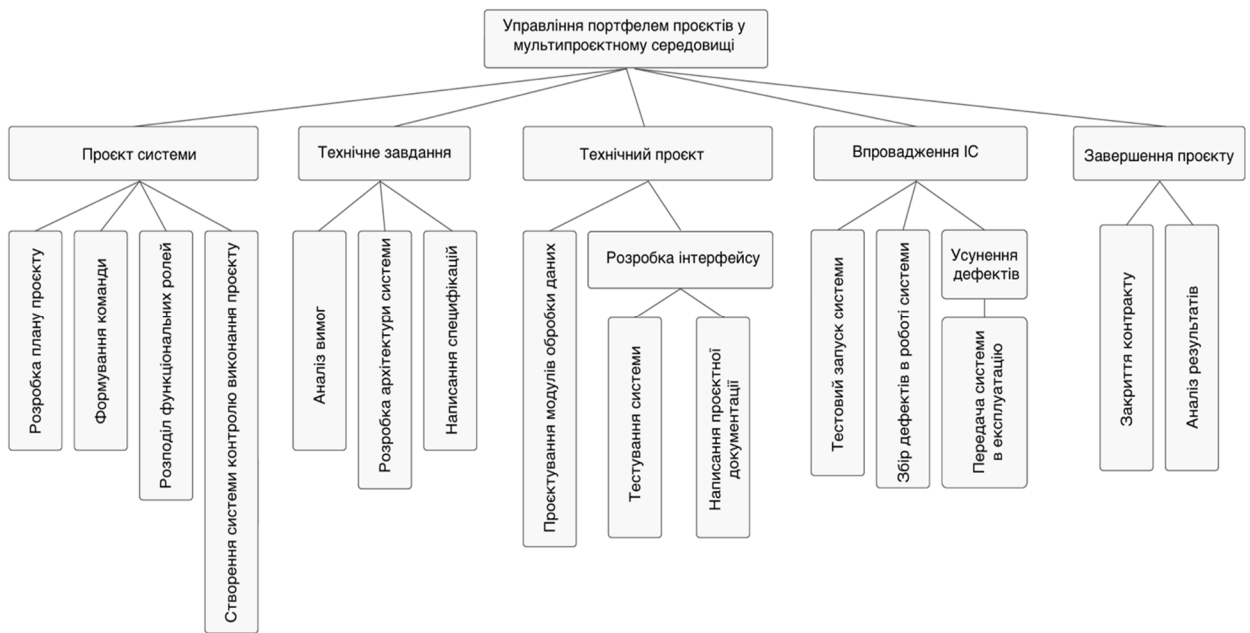 Управління портфелем проєктів у
мультипроєктному середовищі
Проєкт системи
Технічне завдання
Технічний проєкт
Впровадження ІС
Завершення проєкту
Розробка плану проєкту
Формування команди
Розподіл функціональних ролей
Створення системи контролю виконання проєкту
Аналіз вимог
Розробка архітектури системи
Написання специфікацій
Проєктування модулів обробки даних
Розробка інтерфейсу
Тестування системи
Написання проєктної
документації
Тестовий запуск системи
Збір дефектів в роботі системи
Усунення
дефектів
Передача системи
в експлуатацію
Закриття контракту
Аналіз результатів